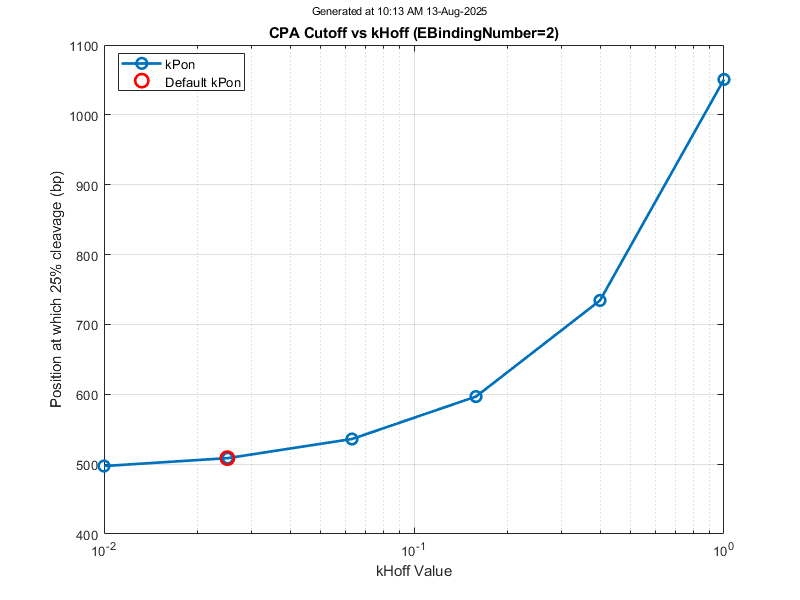 Generated at 10:13 AM 13-Aug-2025
CPA Cutoff vs kHoff (EBindingNumber=2)
kPon
Default kPon
Position at which 25% cleavage (bp)
1100
1000
900
800
700
600
500
400
10^-2
10^-1
10^0
kHoff Value